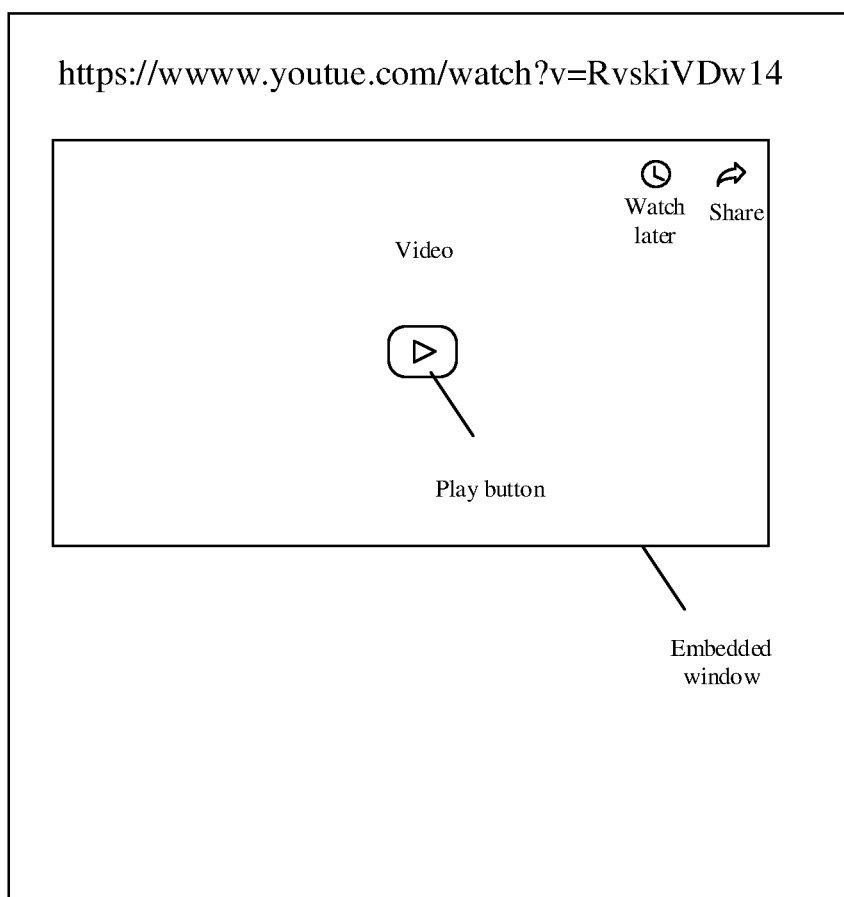 https://wwww.youtue.com/watch?v=RvskiVDw14
Watch
later
Share
Video
Play button
Embedded
window